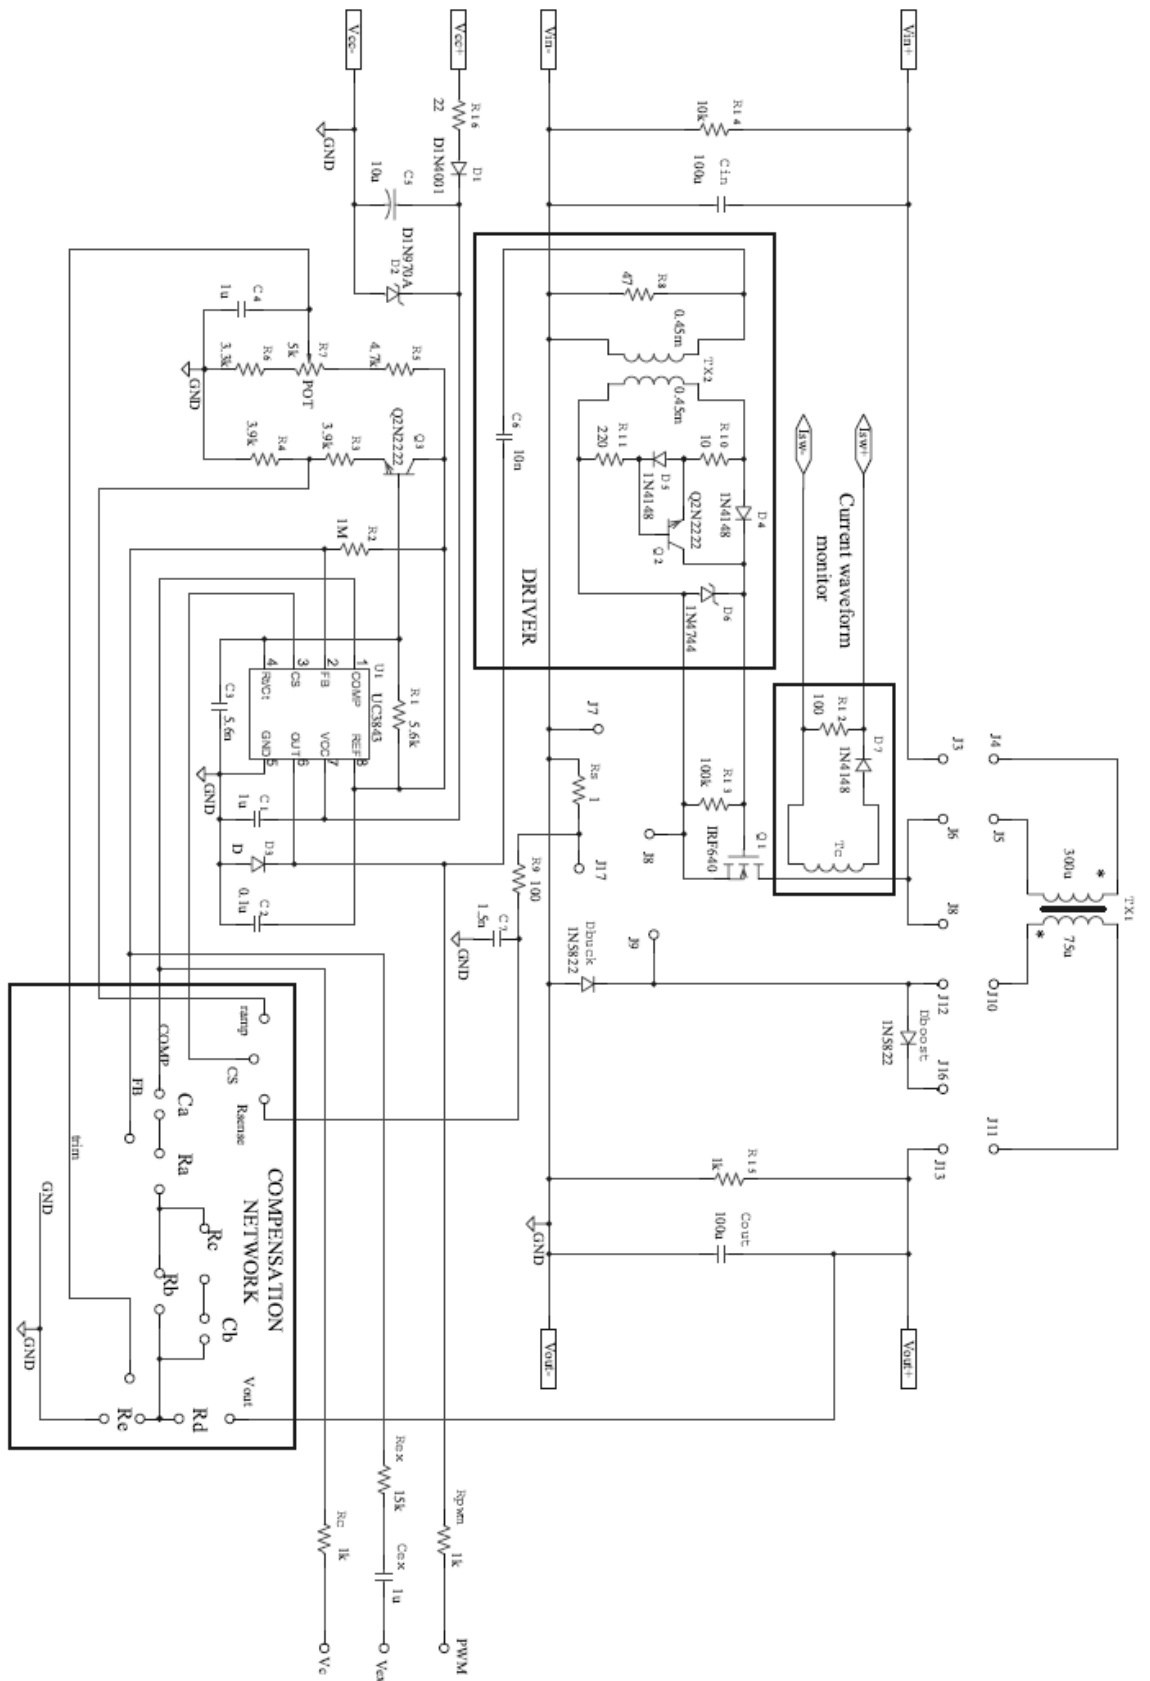 Vcc-
Vcc+
Vin-
Vin+
R16
22
D1
D1N4001
GND
C5
10u
D2
D1N970A
R14
10k
Cin
100u
C4
1u
R6
3.3k
R7
5k
POT
R5
4.7k
GND
R4
3.9k
R3
3.9k
Q3
Q2N2222
R2
1M
R8
47
0.45m
TX2
0.45m
C6
10n
R11
220
D5
1N4148
R10
10
Q2N2222
Q2
D4
1N4148
D6
1N4744
DRIVER
Isw-
Isw+
Current waveform
monitor
R12
100
D7
1N4148
Tc
U1
UC3843
1
COMP
2
FB
3
CS
4
Rt/Ct
REF
8
VCC
7
OUT
6
GND
5
R1
5.6k
C3
5.6n
GND
C1
1u
D3
D
C2
0.1u
J7
Rs
1
J17
R9
100
C7
1.5n
GND
R13
100k
Q1
IRF640
J8
J9
Dbuck
1N5822
J3
J4
J6
J5
J8
J12
J10
Dboost
1N5822
J16
J13
J11
300u
*
TX1
*
75u
R15
1k
Cout
100u
GND
Vout-
Vout+
ramp
CS
Rsense
COMP
FB
trim
Ca
Ra
Rc
Rb
Cb
Vout
Rd
Re
GND
GND
COMPENSATION
NETWORK
Rc
1k
Vc
Rex
15k
Cex
1u
Rpwm
1k
PWM